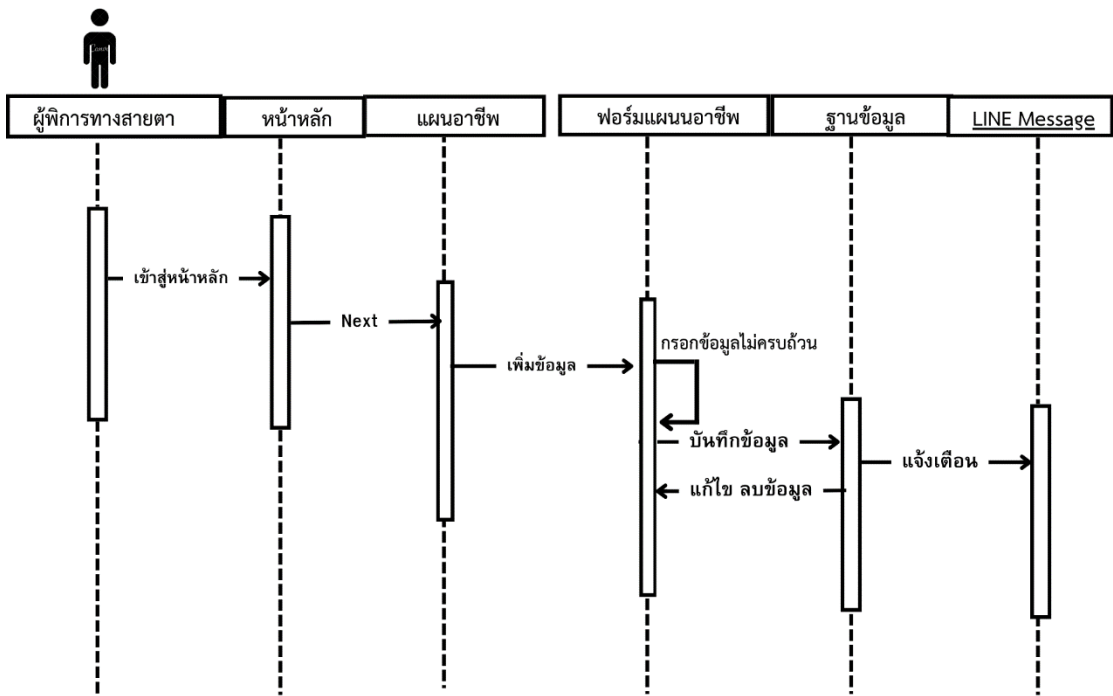 Canva
ผู้พิการทางสายตา
หน้าหลัก
แผนอาชีพ
ฟอร์มแผนนอาชีพ
ฐานข้อมูล
LINE Message
เข้าสู่หน้าหลัก
Next
กรอกข้อมูลไม่ครบถ้วน
เพิ่มข้อมูล
บันทึกข้อมูล
แจ้งเตือน
แก้ไข ลบข้อมูล